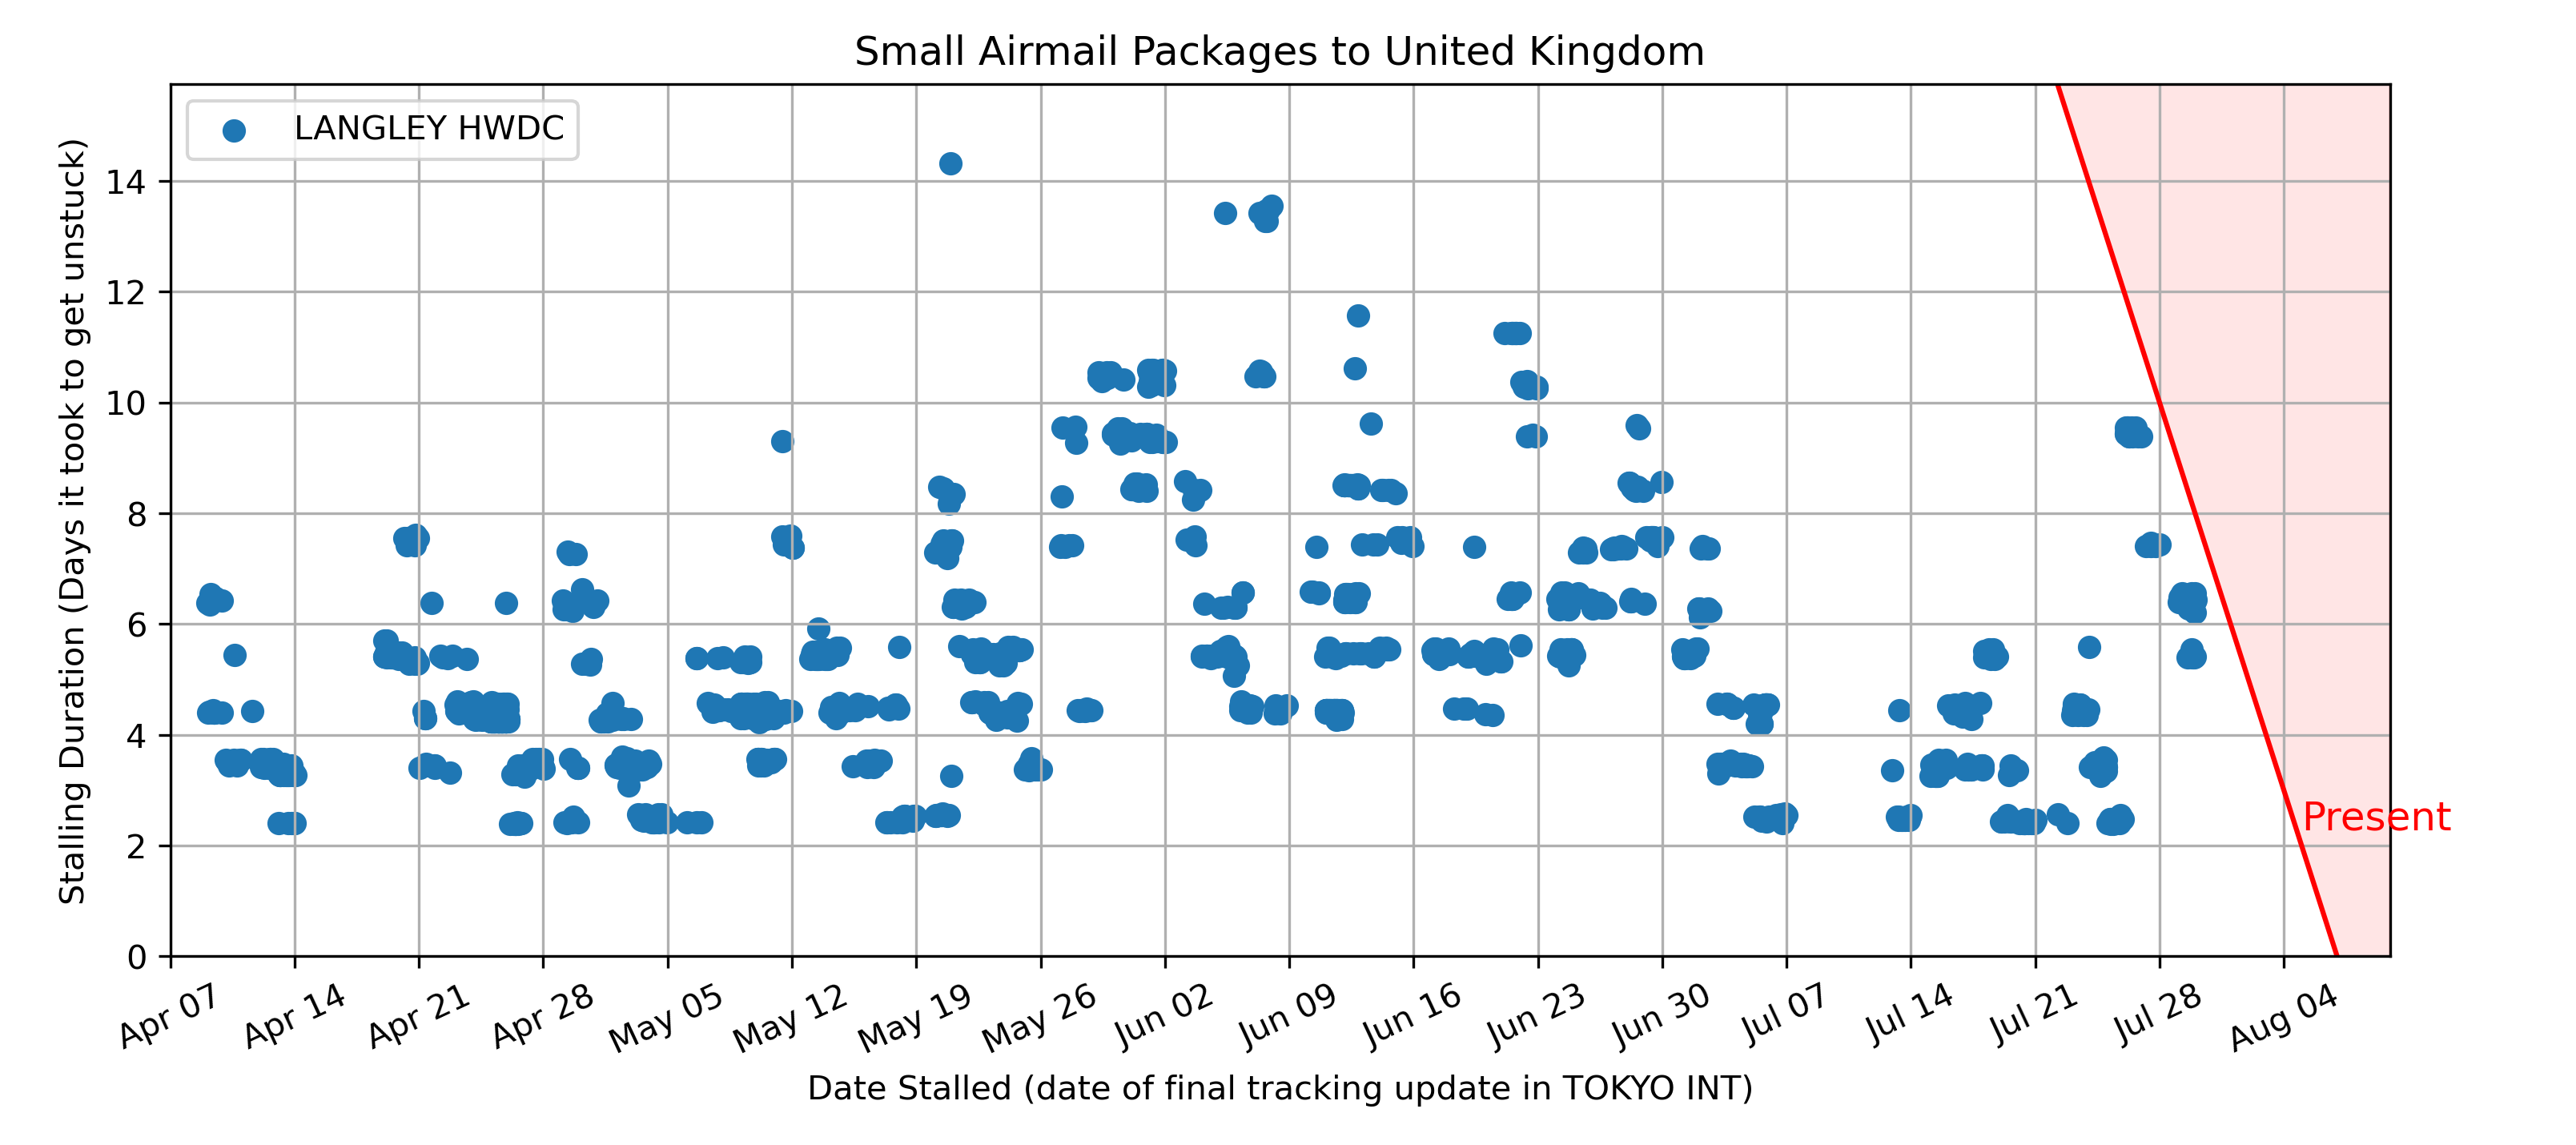 Small Airmail Packages to United Kingdom
LANGLEY HWDC
Stalling Duration (Days it took to get unstuck)
14
12
10
8
6
4
2
0
Present
Apr 07
Apr 14
Apr 21
Apr 28
May 05
May 12
May 19
May 26
Jun 02
Jun 09
Jun 16
Jun 23
Jun 30
Jul 07
Jul 14
Jul 21
Jul 28
Aug 04
Date Stalled (date of final tracking update in TOKYO INT)